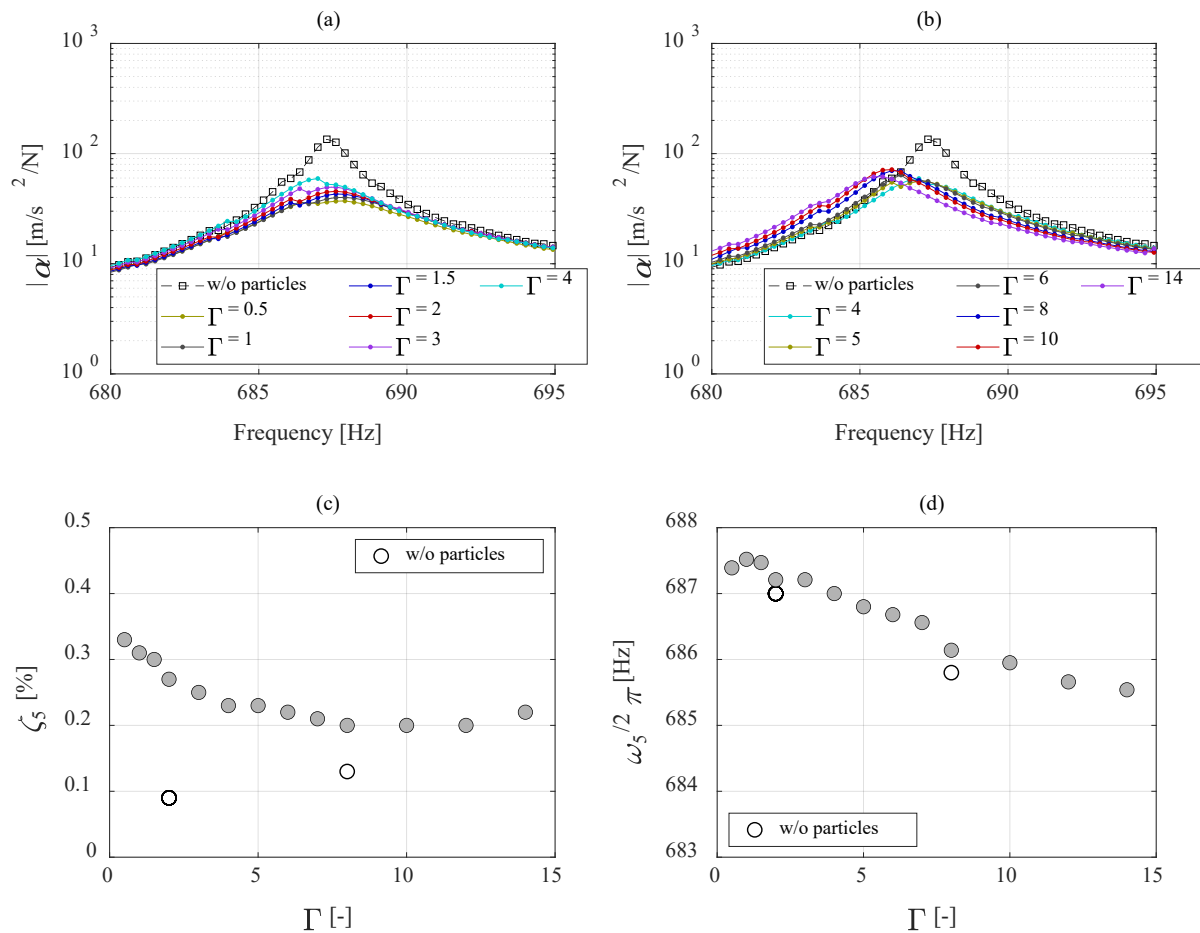 (a)
10 3
10 2
10 1
10 0
|α| [m/s 2 /N]
w/o particles
Γ = 0.5
Γ = 1
Γ = 1.5
Γ = 2
Γ = 3
Γ = 4
680 685 690 695
Frequency [Hz]
(b)
10 3
10 2
10 1
10 0
|α| [m/s 2 /N]
w/o particles
Γ = 4
Γ = 5
Γ = 6
Γ = 8
Γ = 10
Γ = 14
680 685 690 695
Frequency [Hz]
(c)
0.5
0.4
0.3
0.2
0.1
0
ζ5 [%]
w/o particles
0 5 10 15
Γ [-]
(d)
688
687
686
685
684
683
ω5/2 π [Hz]
w/o particles
0 5 10 15
Γ [-]